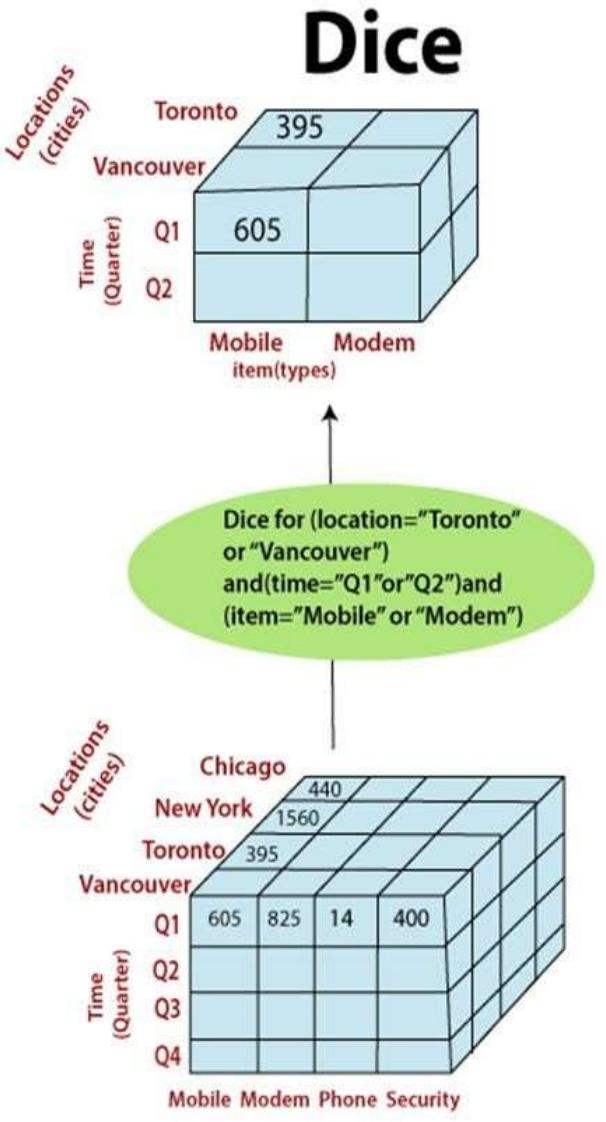 Dice
Locations
(cities)
Toronto
395
Vancouver
Time
(Quarter)
Q1
605
Q2
Mobile Modem
item(types)
Dice for (location="Toronto"
or "Vancouver")
and(time="Q1"or"Q2")and
(item="Mobile" or "Modem")
Locations
(cities)
Chicago
440
New York
1560
Toronto
395
Vancouver
Time
(Quarter)
Q1
605 825 14 400
Q2
Q3
Q4
Mobile Modem Phone Security